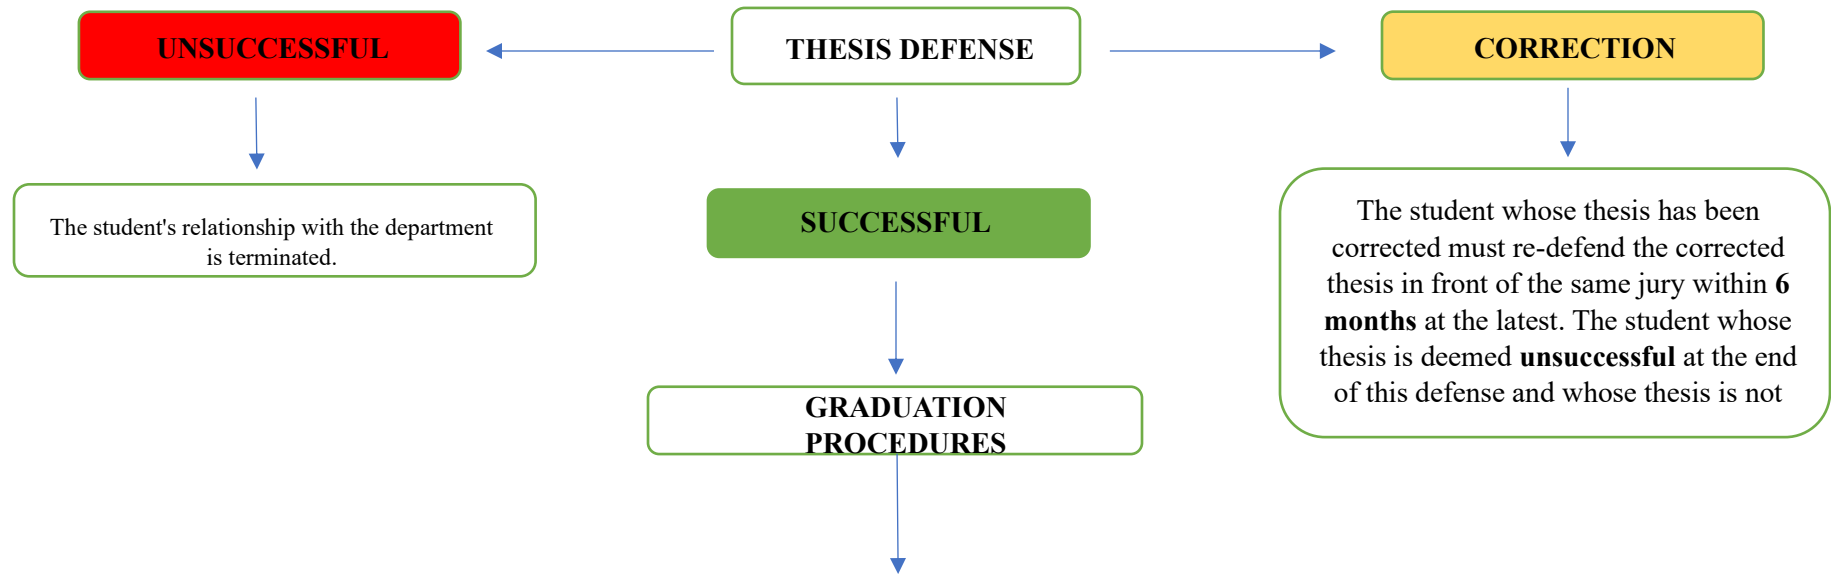 UNSUCCESSFUL
THESIS DEFENSE
CORRECTION
The student's relationship with the department
is terminated.
SUCCESSFUL
The student whose thesis has been
corrected must re-defend the corrected
thesis in front of the same jury within 6
months at the latest. The student whose
thesis is deemed unsuccessful at the end
of this defense and whose thesis is not
GRADUATION
PROCEDURES